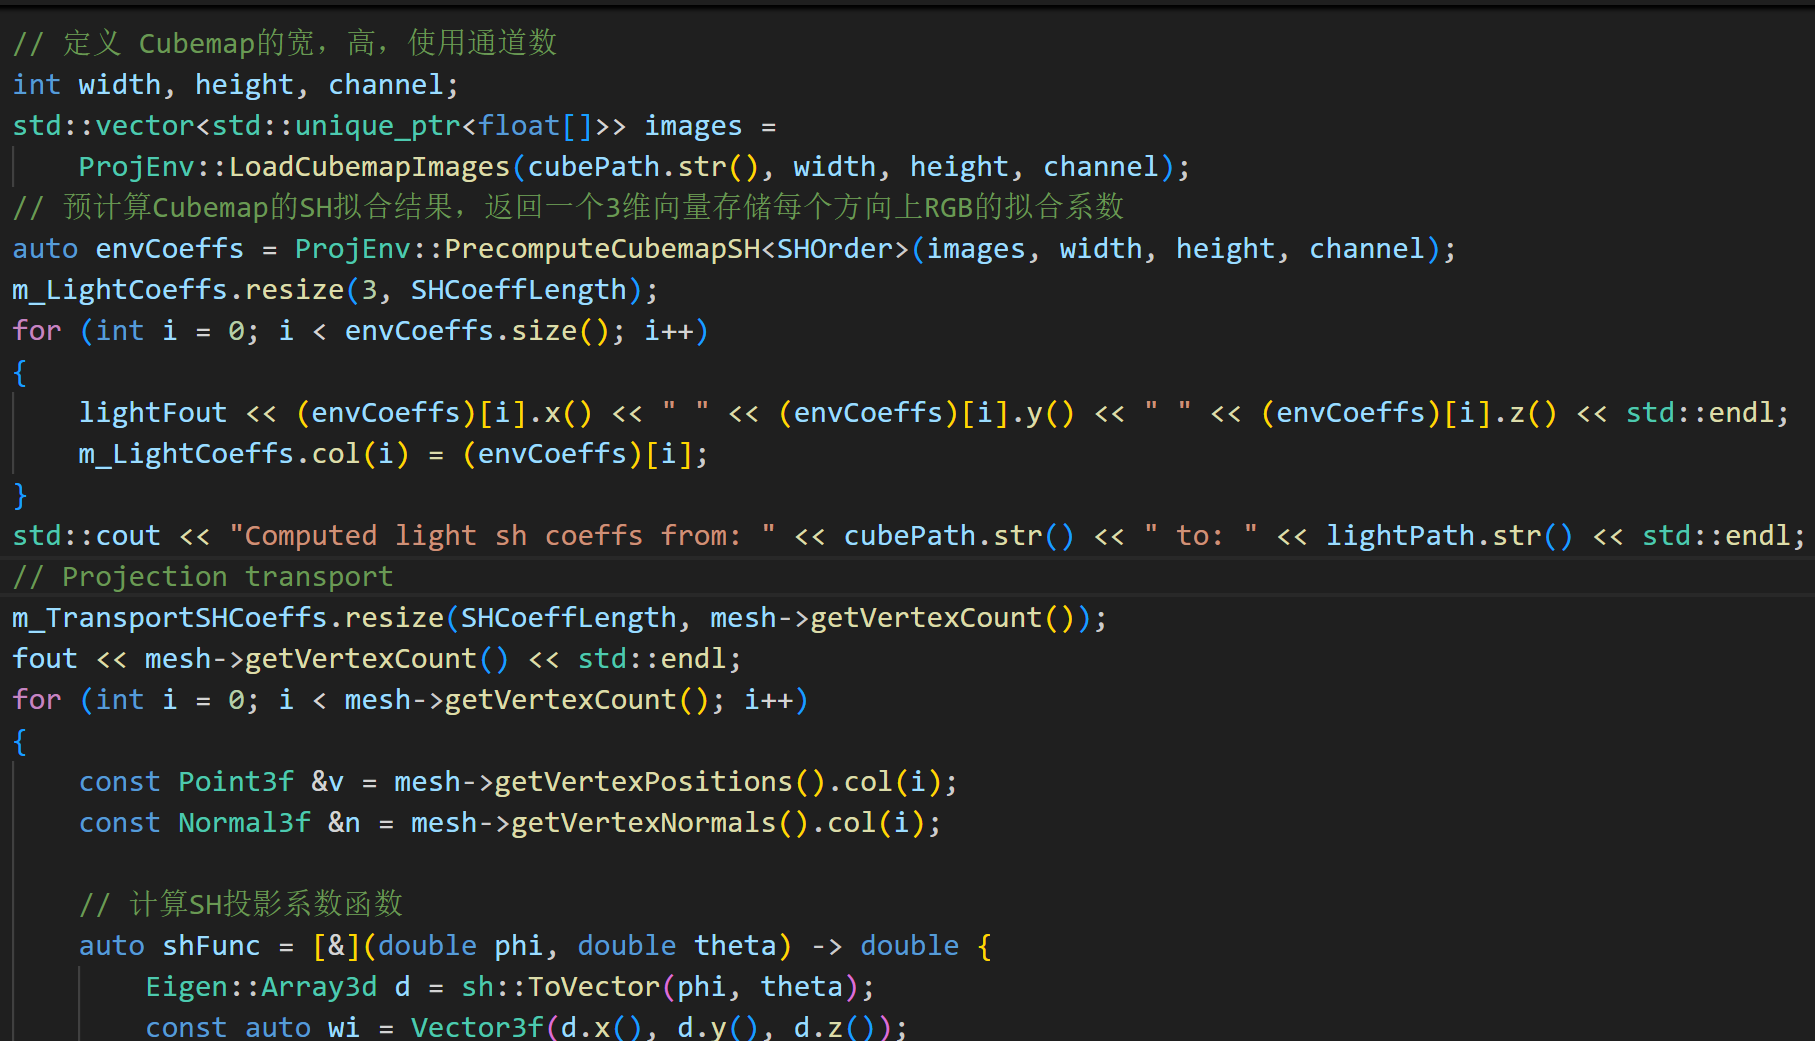 // 定义 Cubemap的宽，高，使用通道数
int width, height, channel;
std::vector<std::unique_ptr<float[]>> images =
    ProjEnv::LoadCubemapImages(cubePath.str(), width, height, channel);
// 预计算Cubemap的SH拟合结果，返回一个3维向量存储每个方向上RGB的拟合系数
auto envCoeffs = ProjEnv::PrecomputeCubemapSH<SHOrder>(images, width, height, channel);
m_LightCoeffs.resize(3, SHCoeffLength);
for (int i = 0; i < envCoeffs.size(); i++)
{
    lightFout << (envCoeffs)[i].x() << " " << (envCoeffs)[i].y() << " " << (envCoeffs)[i].z() << std::endl;
    m_LightCoeffs.col(i) = (envCoeffs)[i];
}
std::cout << "Computed light sh coeffs from: " << cubePath.str() << " to: " << lightPath.str() << std::endl;
// Projection transport
m_TransportSHCoeffs.resize(SHCoeffLength, mesh->getVertexCount());
fout << mesh->getVertexCount() << std::endl;
for (int i = 0; i < mesh->getVertexCount(); i++)
{
    const Point3f &v = mesh->getVertexPositions().col(i);
    const Normal3f &n = mesh->getVertexNormals().col(i);
    // 计算SH投影系数函数
    auto shFunc = [&](double phi, double theta) -> double {
        Eigen::Array3d d = sh::ToVector(phi, theta);
        const auto wi = Vector3f(d.x(), d.y(), d.z());